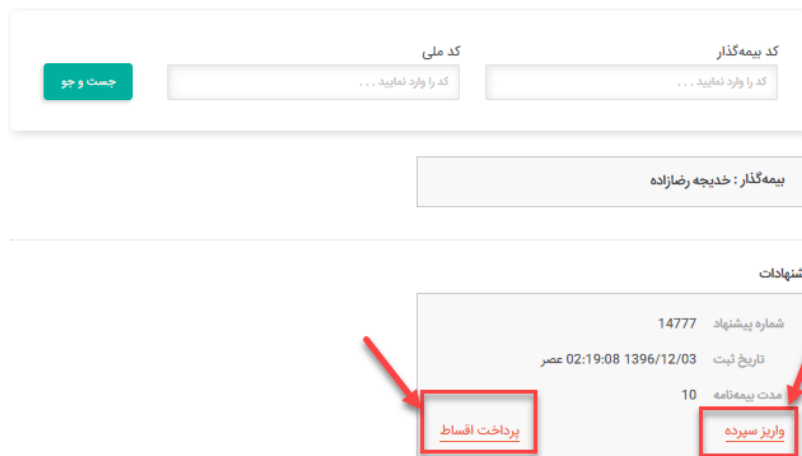 کد بیمه‌گذار
کد ملی
کد را وارد نمایید . . .
کد را وارد نمایید . . .
جست و جو
بیمه‌گذار : خدیجه رضازاده
شنهادات
شماره پیشنهاد 14777
تاریخ ثبت 1396/12/03 02:19:08 عصر
مدت بیمه‌نامه 10
واریز سپرده
پرداخت اقساط